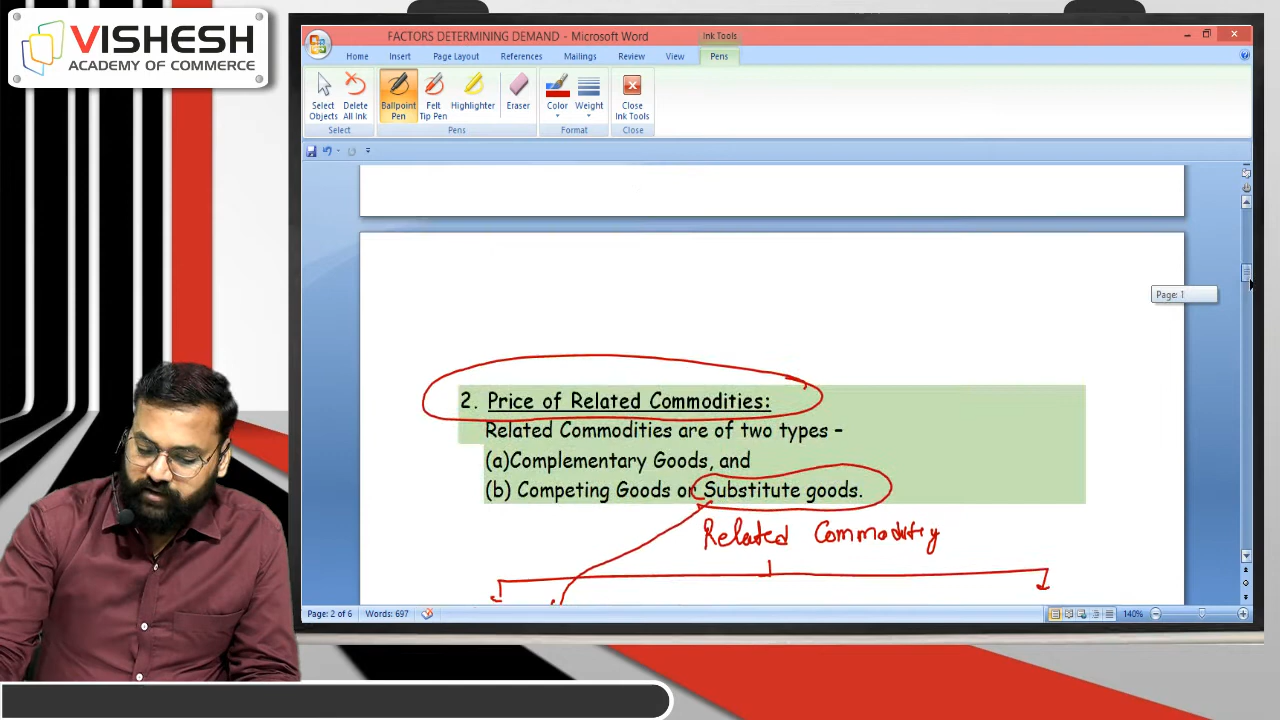 VISHESH
ACADEMY OF COMMERCE
FACTORS DETERMINING DEMAND - Microsoft Word
Ink Tools
Home Insert Page Layout References Mailings Review View Pens
Select Objects
Delete All Ink
Ballpoint Pen
Felt Tip Pen
Highlighter
Eraser
Color
Weight
Close Ink Tools
Select Pens Format Close
Page: 1
2. Price of Related Commodities:
Related Commodities are of two types –
(a)Complementary Goods, and
(b) Competing Goods or Substitute goods.
Related Commodity
Page: 2 of 6 Words: 697 140%